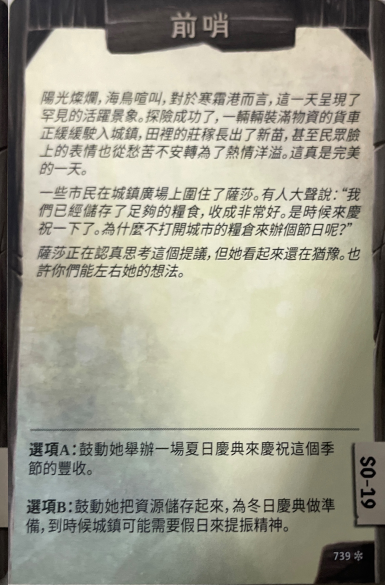 前哨
陽光燦爛,海鳥喧叫,對於寒霜港而言,這一天呈現了
罕見的活躍景象。探險成功了,一輛輛裝滿物資的貨車
正緩緩駛入城鎮,田裡的莊稼長出了新苗,甚至民眾臉
上的表情也從愁苦不安轉為了熱情洋溢。這真是完美
的一天。
一些市民在城鎮廣場上圍住了薩莎。有人大聲說:“我
們已經儲存了足夠的糧食,收成非常好。是時候來慶
祝一下了。為什麼不打開城市的糧倉來辦個節日呢?”
薩莎正在認真思考這個提議,但她看起來還在猶豫。也
許你們能左右她的想法。
選項A:鼓動她舉辦一場夏日慶典來慶祝這個季
節的豐收。
選項B:鼓動她把資源儲存起來,為冬日慶典做準
備,到時候城鎮可能需要假日來提振精神。
SO-19
739